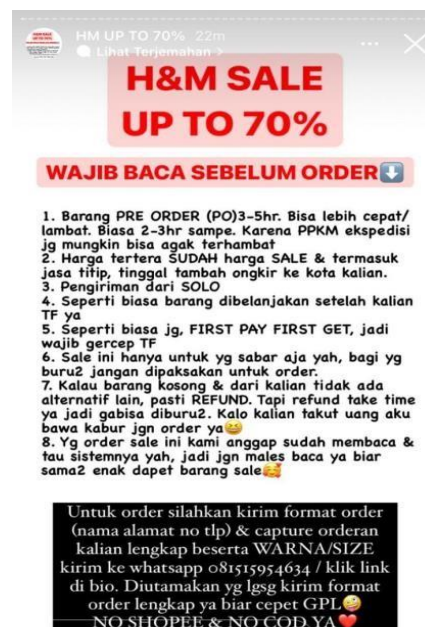 HM UP TO 70% 22m
Lihat Terjemahan >
H&M SALE
UP TO 70%
WAJIB BACA SEBELUM ORDER⬇️
1. Barang PRE ORDER (PO)3-5hr. Bisa lebih cepat/
lambat. Biasa 2-3hr sampe. Karena PPKM ekspedisi
jg mungkin bisa agak terhambat
2. Harga tertera SUDAH harga SALE & termasuk
jasa titip, tinggal tambah ongkir ke kota kalian.
3. Pengiriman dari SOLO
4. Seperti biasa barang dibelanjakan setelah kalian
TF ya
5. Seperti biasa jg, FIRST PAY FIRST GET, jadi
wajib gercep TF
6. Sale ini hanya untuk yg sabar aja yah, bagi yg
buru2 jangan dipaksakan untuk order.
7. Kalau barang kosong & dari kalian tidak ada
alternatif lain, pasti REFUND. Tapi refund take time
ya jadi gabisa diburu2. Kalo kalian takut uang aku
bawa kabur jgn order ya😆
8. Yg order sale ini kami anggap sudah membaca &
tau sistemnya yah, jadi jgn males baca ya biar
sama2 enak dapet barang sale🥰
Untuk order silahkan kirim format order
(nama alamat no tlp) & capture orderan
kalian lengkap beserta WARNA/SIZE
kirim ke whatsapp 081515954634 / klik link
di bio. Diutamakan yg lgsg kirim format
order lengkap ya biar cepet GPL🤪
NO SHOPEE & NO COD YA❤️